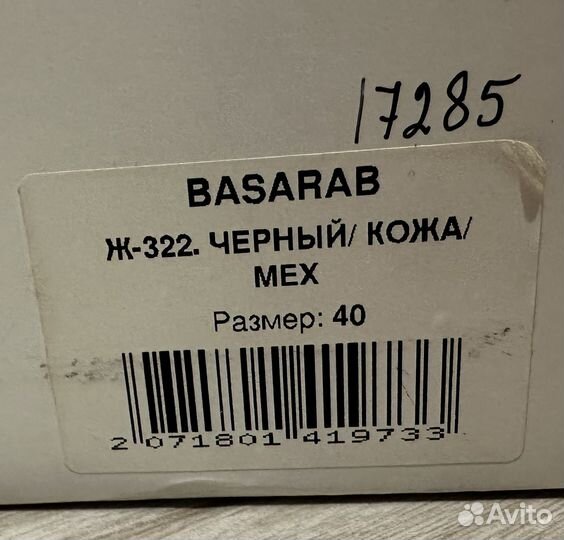 17285
BASARAB
Ж-322. ЧЕРНЫЙ/ КОЖА/
МЕХ
Размер: 40
2 071801 419733
Avito